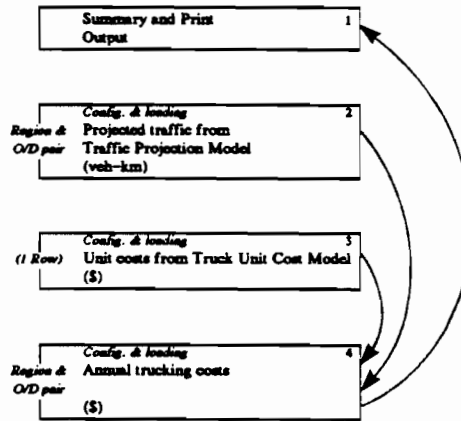 Summary and Print 1
Output
Config. & loading 2
Region & Projected traffic from
O/D pair Traffic Projection Model
(veh-km)
Config. & loading 3
(1 Row) Unit costs from Truck Unit Cost Model
($)
Config. & loading 4
Region & Annual trucking costs
O/D pair
($)